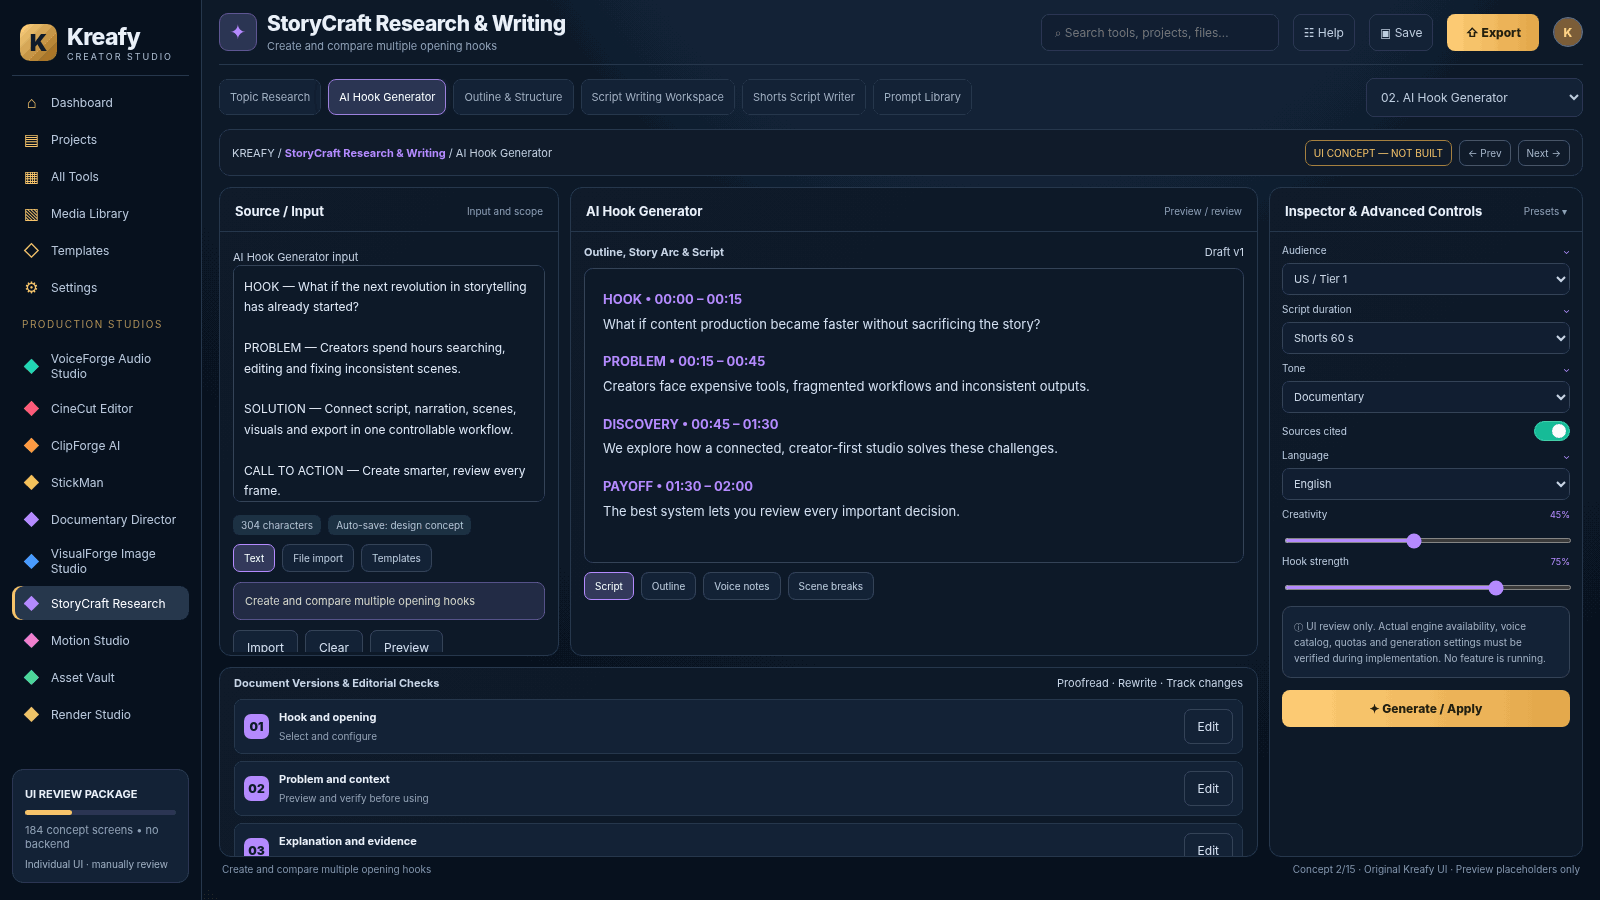 K
Kreafy
CREATOR STUDIO
Dashboard
Projects
All Tools
Media Library
Templates
Settings
PRODUCTION STUDIOS
VoiceForge Audio
Studio
CineCut Editor
ClipForge AI
StickMan
Documentary Director
VisualForge Image
Studio
StoryCraft Research
Motion Studio
Asset Vault
Render Studio
UI REVIEW PACKAGE
184 concept screens • no
backend
Individual UI · manually review
StoryCraft Research & Writing
Create and compare multiple opening hooks
Search tools, projects, files...
Help
Save
Export
K
Topic Research
AI Hook Generator
Outline & Structure
Script Writing Workspace
Shorts Script Writer
Prompt Library
02. AI Hook Generator
KREAFY / StoryCraft Research & Writing / AI Hook Generator
UI CONCEPT — NOT BUILT
← Prev
Next →
Source / Input
Input and scope
AI Hook Generator input
HOOK — What if the next revolution in storytelling
has already started?
PROBLEM — Creators spend hours searching,
editing and fixing inconsistent scenes.
SOLUTION — Connect script, narration, scenes,
visuals and export in one controllable workflow.
CALL TO ACTION — Create smarter, review every
frame.
304 characters
Auto-save: design concept
Text
File import
Templates
Create and compare multiple opening hooks
Import
Clear
Preview
AI Hook Generator
Preview / review
Outline, Story Arc & Script
Draft v1
HOOK • 00:00 – 00:15
What if content production became faster without sacrificing the story?
PROBLEM • 00:15 – 00:45
Creators face expensive tools, fragmented workflows and inconsistent outputs.
DISCOVERY • 00:45 – 01:30
We explore how a connected, creator-first studio solves these challenges.
PAYOFF • 01:30 – 02:00
The best system lets you review every important decision.
Script
Outline
Voice notes
Scene breaks
Document Versions & Editorial Checks
Proofread · Rewrite · Track changes
01
Hook and opening
Select and configure
Edit
02
Problem and context
Preview and verify before using
Edit
03
Explanation and evidence
Edit
Inspector & Advanced Controls
Presets ▾
Audience
US / Tier 1
Script duration
Shorts 60 s
Tone
Documentary
Sources cited
Language
English
Creativity
45%
Hook strength
75%
ⓘ UI review only. Actual engine availability, voice
catalog, quotas and generation settings must be
verified during implementation. No feature is running.
✦ Generate / Apply
Create and compare multiple opening hooks
Concept 2/15 · Original Kreafy UI · Preview placeholders only